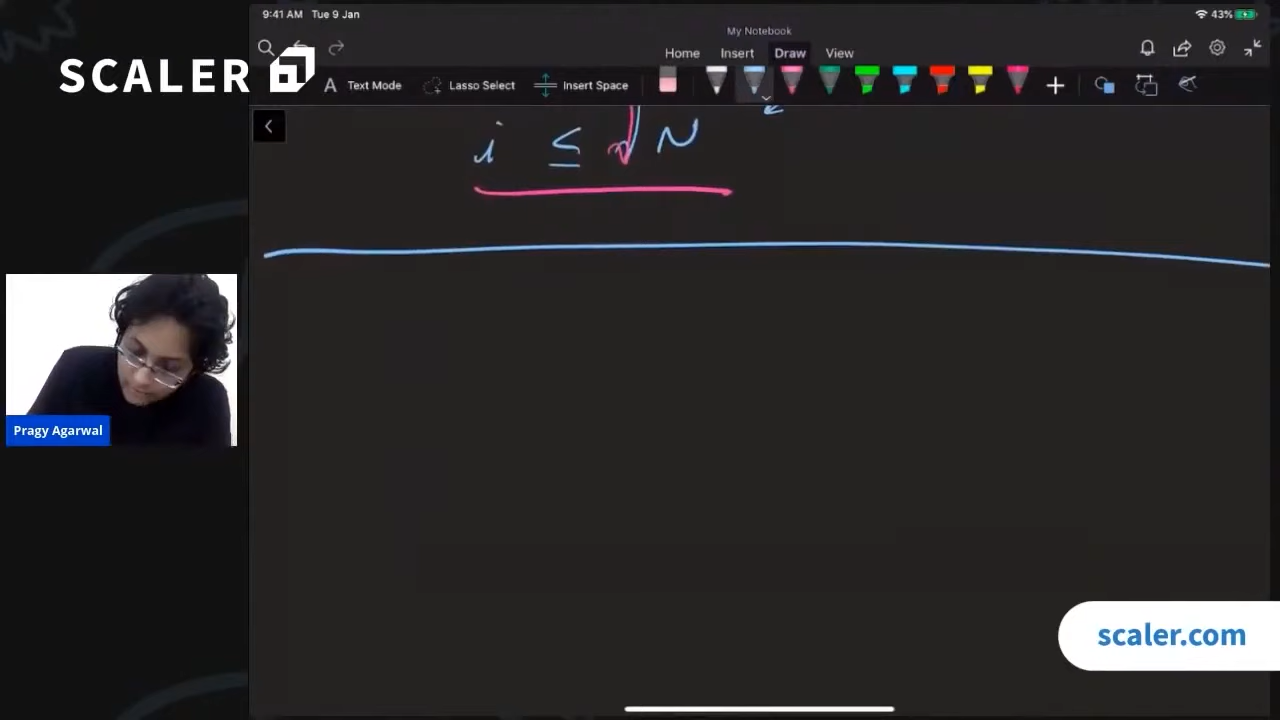 9:41 AM Tue 9 Jan
43%
My Notebook
Home Insert Draw View
SCALER
A Text Mode Lasso Select Insert Space
i ≤ √N
Pragy Agarwal
scaler.com